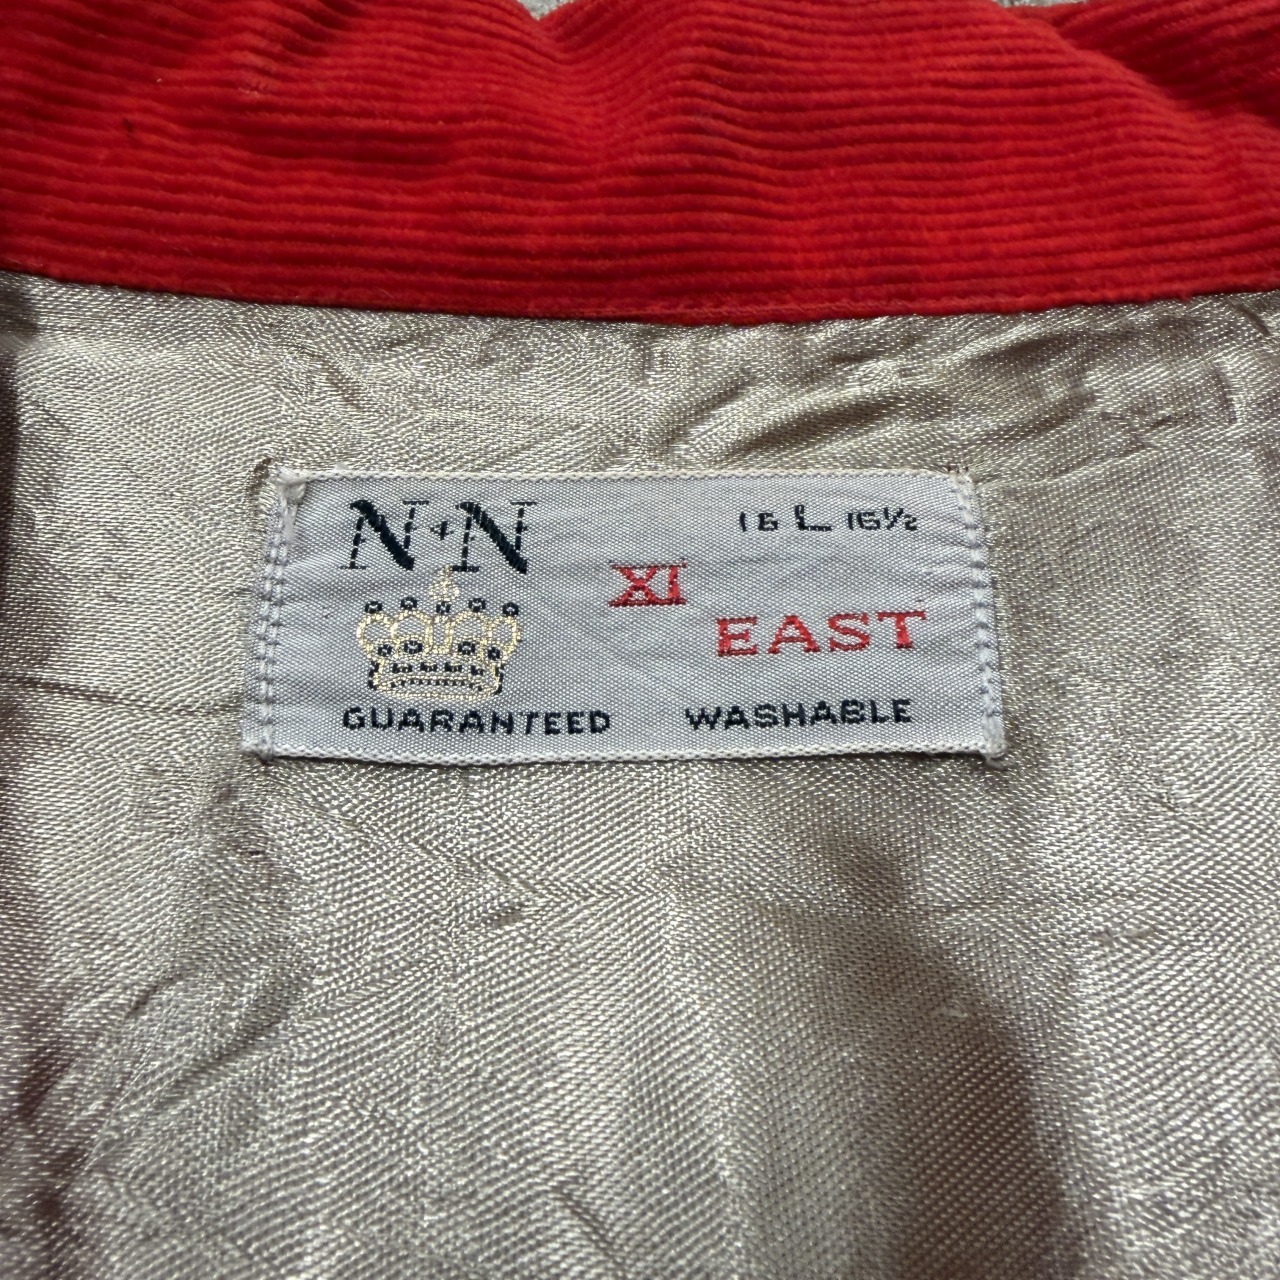 N+N
16 L 16½
XI
EAST
GUARANTEED WASHABLE